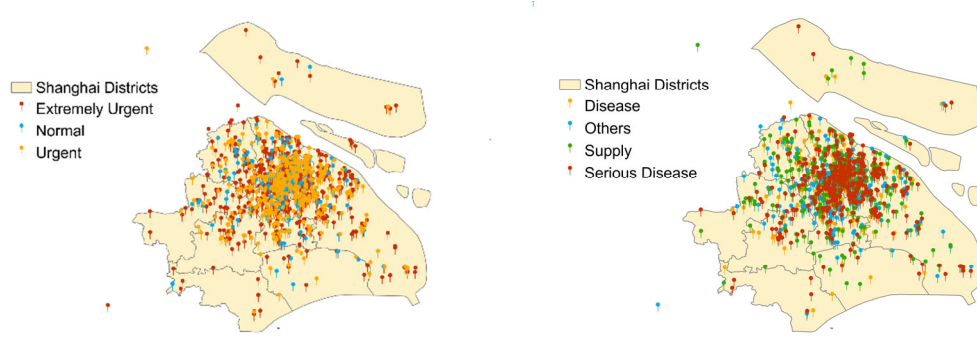 Shanghai Districts
Extremely Urgent
Normal
Urgent
Shanghai Districts
Disease
Others
Supply
Serious Disease